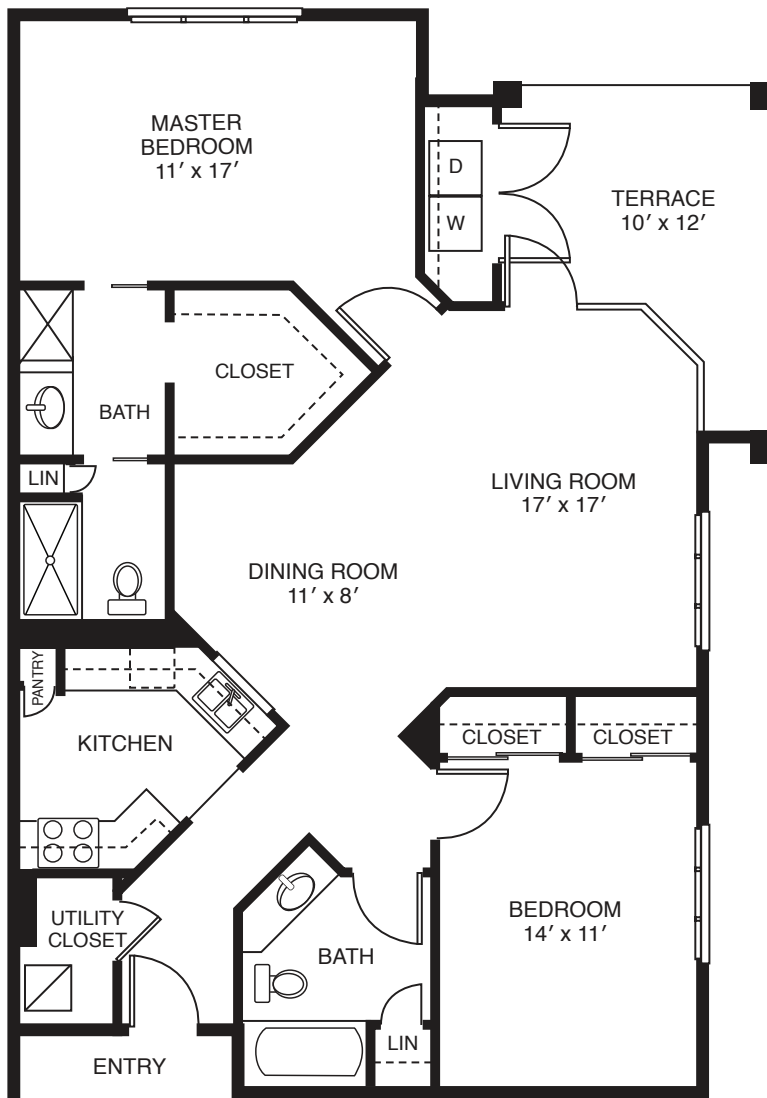 MASTER
BEDROOM
11′ x 17′
D
W
TERRACE
10′ x 12′
CLOSET
BATH
LIN
LIVING ROOM
17′ x 17′
DINING ROOM
11′ x 8′
PANTRY
KITCHEN
CLOSET
CLOSET
UTILITY
CLOSET
BEDROOM
14′ x 11′
BATH
LIN
ENTRY